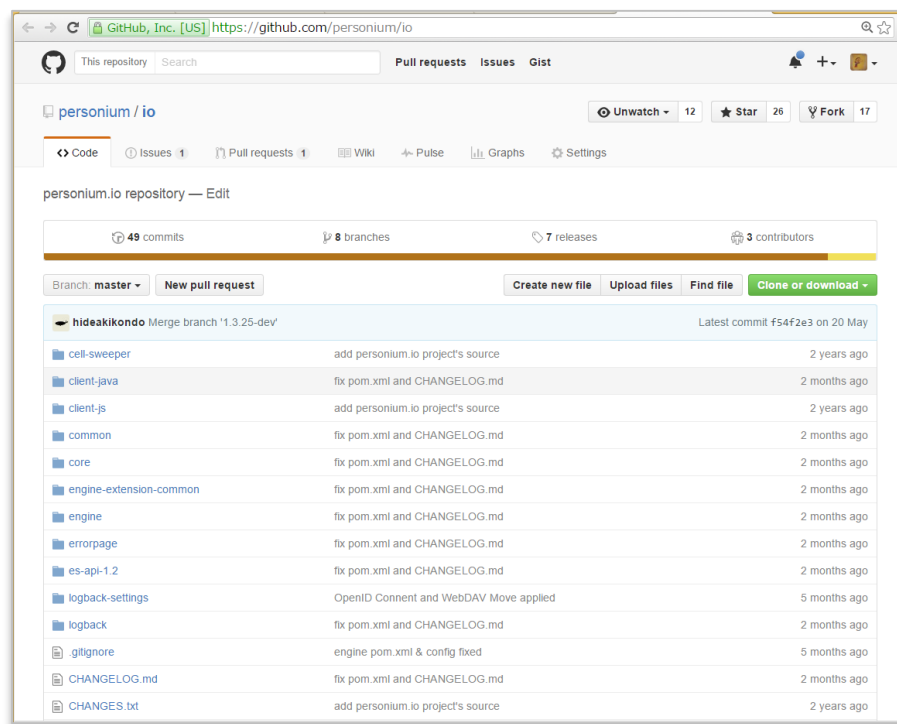 GitHub, Inc. [US] https://github.com/personium/io
This repository Search Pull requests Issues Gist
personium / io Unwatch 12 Star 26 Fork 17
Code Issues 1 Pull requests 1 Wiki Pulse Graphs Settings
personium.io repository — Edit
49 commits 8 branches 7 releases 3 contributors
Branch: master New pull request Create new file Upload files Find file Clone or download
hideakikondo Merge branch '1.3.25-dev' Latest commit f54f2e3 on 20 May
cell-sweeper add personium.io project's source 2 years ago
client-java fix pom.xml and CHANGELOG.md 2 months ago
client-js add personium.io project's source 2 years ago
common fix pom.xml and CHANGELOG.md 2 months ago
core fix pom.xml and CHANGELOG.md 2 months ago
engine-extension-common fix pom.xml and CHANGELOG.md 2 months ago
engine fix pom.xml and CHANGELOG.md 2 months ago
errorpage fix pom.xml and CHANGELOG.md 2 months ago
es-api-1.2 fix pom.xml and CHANGELOG.md 2 months ago
logback-settings OpenID Connent and WebDAV Move applied 5 months ago
logback fix pom.xml and CHANGELOG.md 2 months ago
.gitignore engine pom.xml & config fixed 5 months ago
CHANGELOG.md fix pom.xml and CHANGELOG.md 2 months ago
CHANGES.txt add personium.io project's source 2 years ago